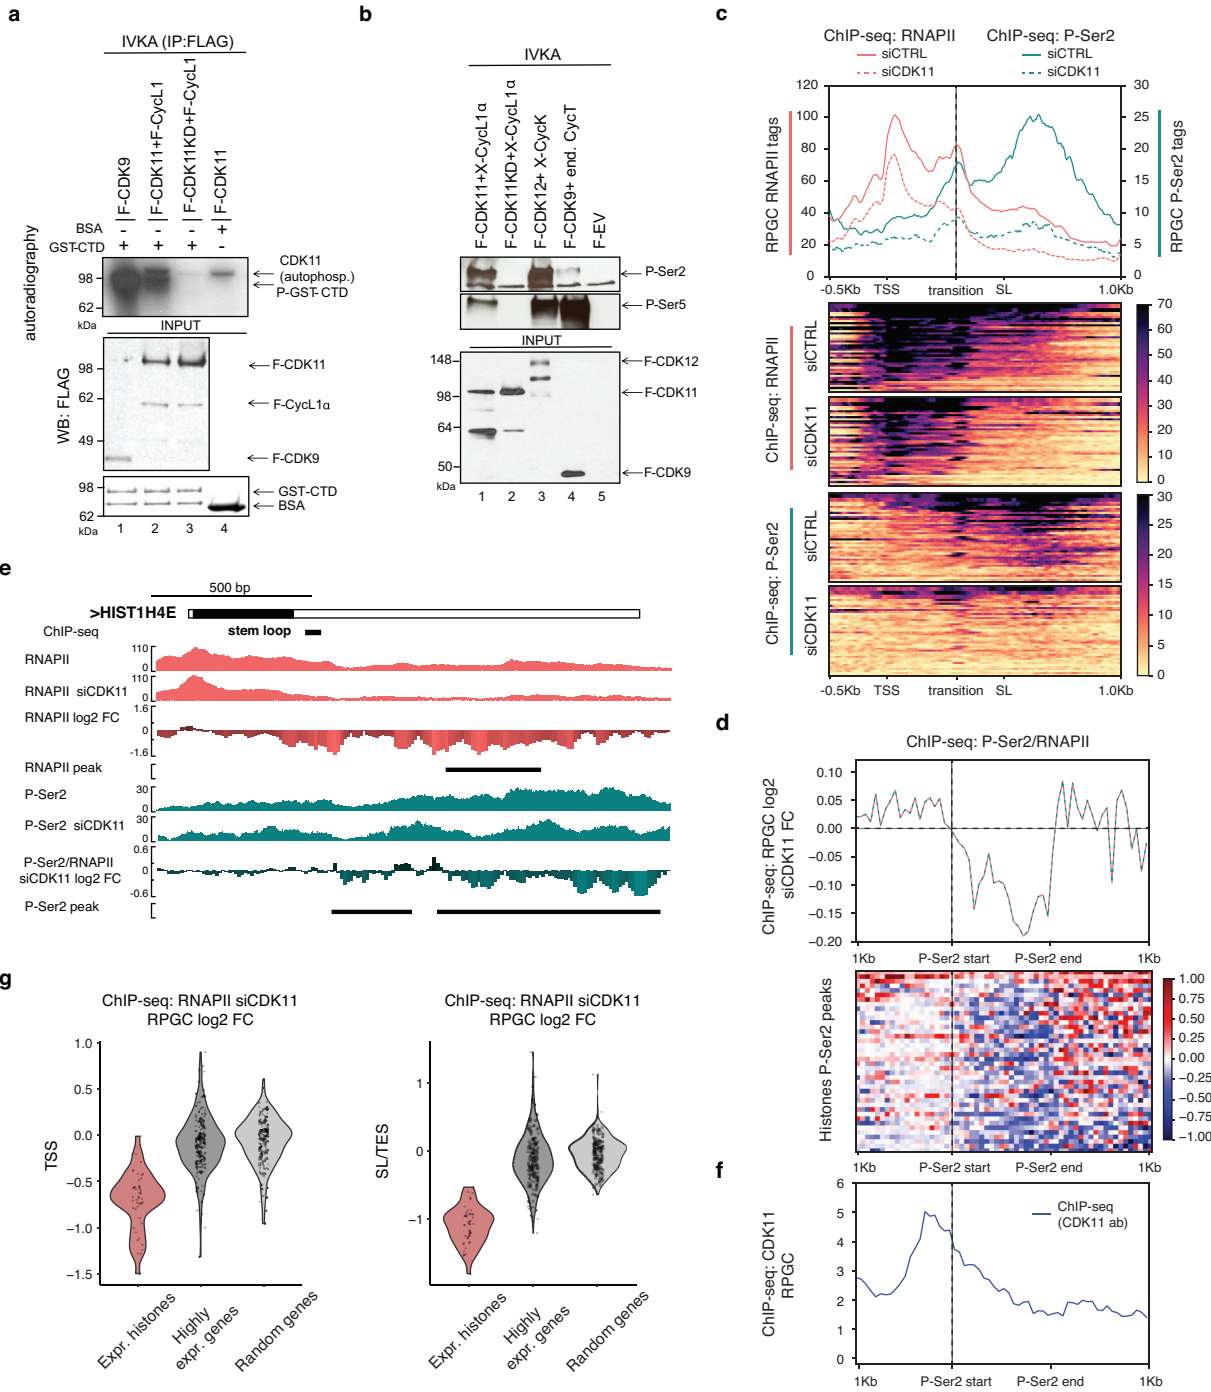 a
IVKA (IP:FLAG)
F-CDK9
F-CDK11+F-CycL1
F-CDK11KD+F-CycL1
F-CDK11
BSA - - - +
GST-CTD + + + -
autoradiography
98
62
kDa
CDK11
(autophosp.)
P-GST-CTD
INPUT
WB: FLAG
98
62
49
F-CDK11
F-CycL1α
F-CDK9
98
62
kDa
GST-CTD
BSA
1 2 3 4
b
IVKA
F-CDK11+X-CycL1α
F-CDK11KD+X-CycL1α
F-CDK12+ X-CycK
F-CDK9+ end. CycT
F-EV
P-Ser2
P-Ser5
INPUT
148
98
64
50
kDa
F-CDK12
F-CDK11
F-CDK9
1 2 3 4 5
c
ChIP-seq: RNAPII
siCTRL
siCDK11
ChIP-seq: P-Ser2
siCTRL
siCDK11
RPGC RNAPII tags
120
100
80
60
40
20
0
30
25
20
15
10
5
0
RPGC P-Ser2 tags
-0.5Kb TSS transition SL 1.0Kb
ChIP-seq: RNAPII
siCTRL
siCDK11
70
60
50
40
30
20
10
0
ChIP-seq: P-Ser2
siCTRL
siCDK11
30
25
20
15
10
5
0
-0.5Kb TSS transition SL 1.0Kb
d
ChIP-seq: P-Ser2/RNAPII
ChIP-seq: RPGC log2
siCDK11 FC
0.10
0.05
0.00
−0.05
−0.10
−0.15
−0.20
1Kb P-Ser2 start P-Ser2 end 1Kb
Histones P-Ser2 peaks
1.00
0.75
0.50
0.25
0.00
−0.25
−0.50
−0.75
−1.00
1Kb P-Ser2 start P-Ser2 end 1Kb
e
500 bp
>HIST1H4E
ChIP-seq
stem loop
RNAPII
110
0
RNAPII siCDK11
110
0
RNAPII log2 FC
1.6
0
-1.6
RNAPII peak
P-Ser2
30
0
P-Ser2 siCDK11
30
0
P-Ser2/RNAPII
siCDK11 log2 FC
0.6
0
-0.6
P-Ser2 peak
f
ChIP-seq: CDK11
RPGC
6
5
4
3
2
1
0
ChIP-seq
(CDK11 ab)
1Kb P-Ser2 start P-Ser2 end 1Kb
g
ChIP-seq: RNAPII siCDK11
RPGC log2 FC
TSS
1.0
0.5
0.0
−0.5
−1.0
−1.5
Expr. histones
Highly
expr. genes
Random genes
ChIP-seq: RNAPII siCDK11
RPGC log2 FC
SL/TES
1
0
−1
Expr. histones
Highly
expr. genes
Random genes